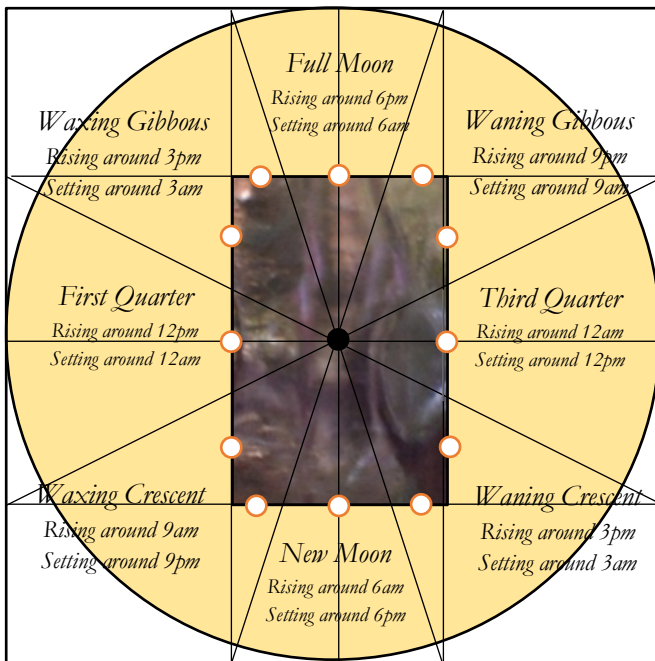 Full Moon
Rising around 6pm
Setting around 6am
Waxing Gibbous
Rising around 3pm
Setting around 3am
Waning Gibbous
Rising around 9pm
Setting around 9am
First Quarter
Rising around 12pm
Setting around 12am
Third Quarter
Rising around 12am
Setting around 12pm
Waxing Crescent
Rising around 9am
Setting around 9pm
Waning Crescent
Rising around 3pm
Setting around 3am
New Moon
Rising around 6am
Setting around 6pm